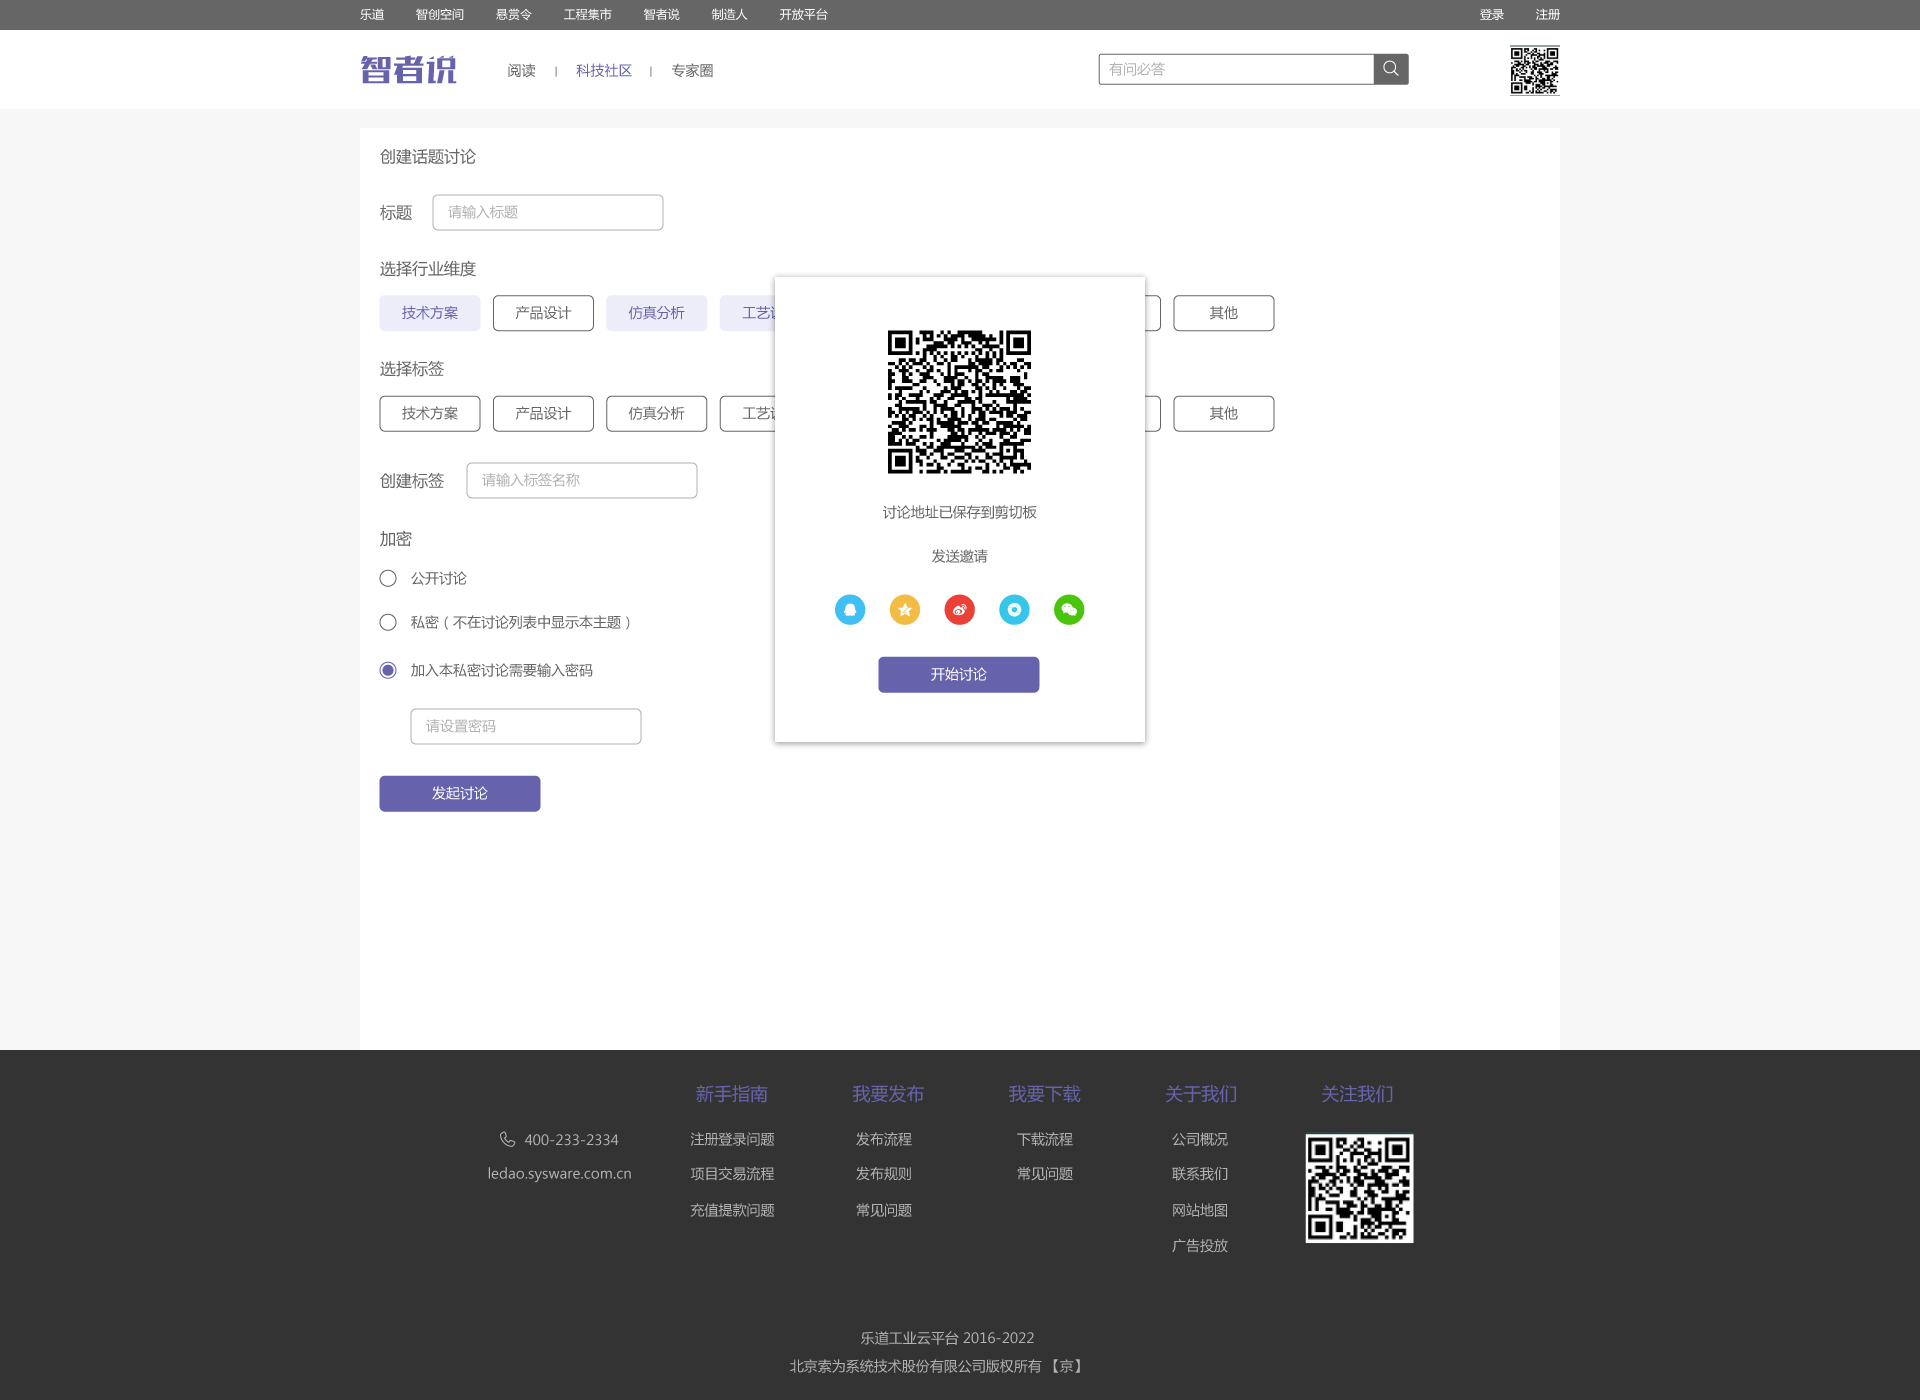 乐道 智创空间 悬赏令 工程集市 智者说 制造人 开放平台 登录 注册
智者说 阅读 科技社区 专家圈 有问必答
创建话题讨论
标题 请输入标题
选择行业维度
技术方案 产品设计 仿真分析 工艺 其他
选择标签
技术方案 产品设计 仿真分析 工艺 其他
创建标签 请输入标签名称
加密
公开讨论
私密（不在讨论列表中显示本主题）
加入本私密讨论需要输入密码
请设置密码
发起讨论
讨论地址已保存到剪切板
发送邀请
开始讨论
新手指南 我要发布 我要下载 关于我们 关注我们
400-233-2334 注册登录问题 发布流程 下载流程 公司概况
ledao.sysware.com.cn 项目交易流程 发布规则 常见问题 联系我们
充值提款问题 常见问题 网站地图
广告投放
乐道工业云平台 2016-2022
北京索为系统技术股份有限公司版权所有 【京】